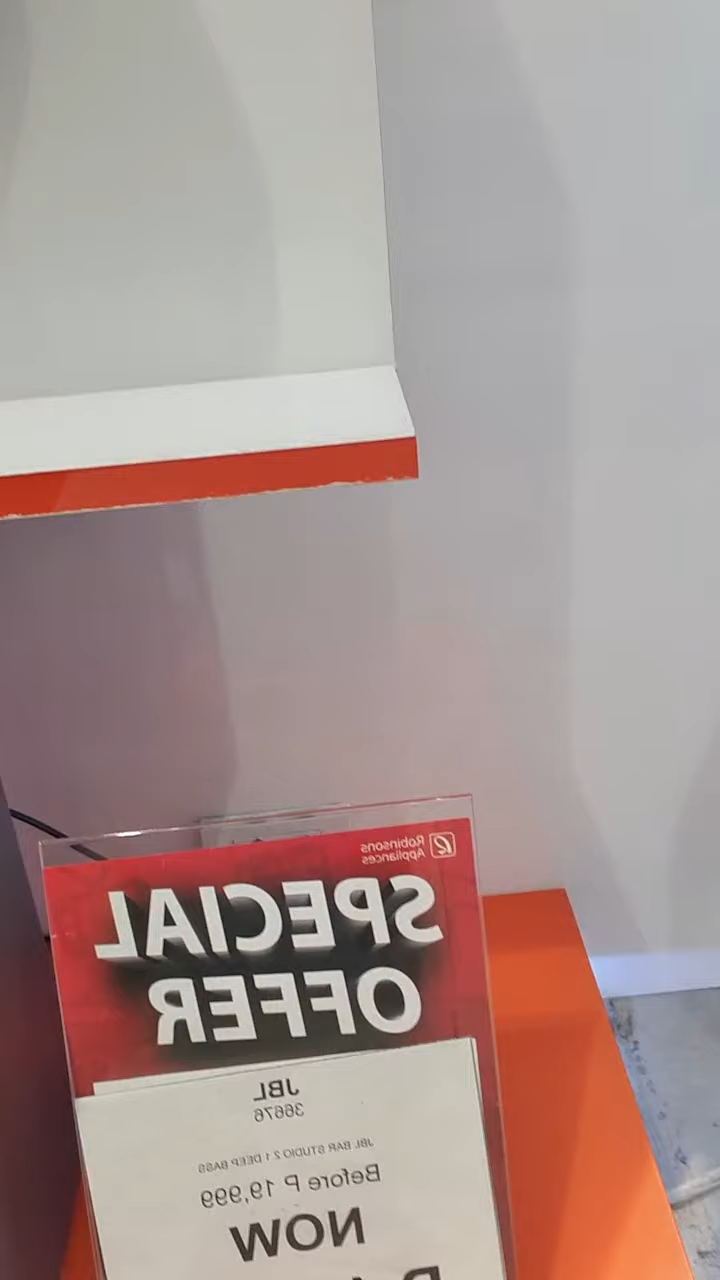 Robinsons
Appliances
SPECIAL
OFFER
JBL
36676
JBL BAR STUDIO 2.1 DEEP BASS
Before P 19,999
NOW